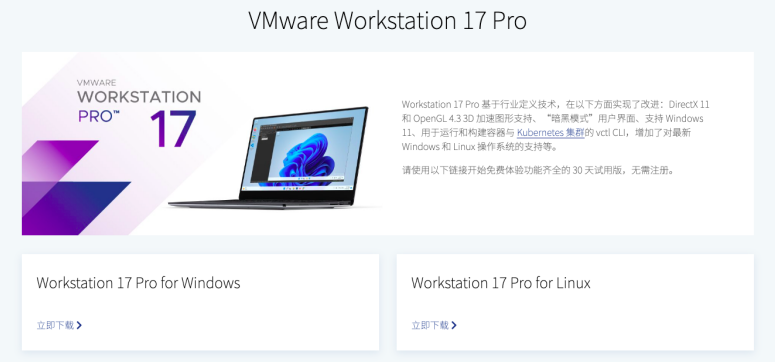 VMware Workstation 17 Pro
VMWARE
WORKSTATION
PRO™ 17
Workstation 17 Pro 基于行业定义技术，在以下方面实现了改进：DirectX 11
和 OpenGL 4.3 3D 加速图形支持、“暗黑模式”用户界面、支持 Windows
11、用于运行和构建容器与 Kubernetes 集群的 vctl CLI，增加了对最新
Windows 和 Linux 操作系统的支持等。
请使用以下链接开始免费体验功能齐全的 30 天试用版，无需注册。
Workstation 17 Pro for Windows
Workstation 17 Pro for Linux
立即下载
立即下载